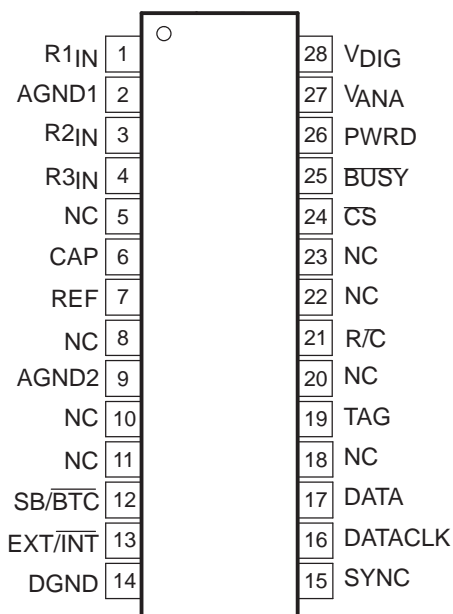 R1IN 1 28 VDIG
AGND1 2 27 VANA
R2IN 3 26 PWRD
R3IN 4 25 BUSY
NC 5 24 CS
CAP 6 23 NC
REF 7 22 NC
NC 8 21 R/C
AGND2 9 20 NC
NC 10 19 TAG
NC 11 18 NC
SB/BTC 12 17 DATA
EXT/INT 13 16 DATACLK
DGND 14 15 SYNC